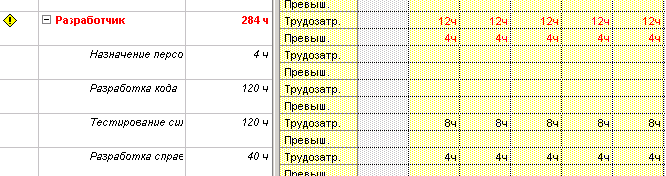 Превыш.
Разработчик 284 ч Трудозатр. 12ч 12ч 12ч 12ч 12ч
Превыш. 4ч 4ч 4ч 4ч 4ч
Назначение персо 4 ч Трудозатр.
Превыш.
Разработка кода 120 ч Трудозатр.
Превыш.
Тестирование си 120 ч Трудозатр. 8ч 8ч 8ч 8ч 8ч
Превыш.
Разработка справ 40 ч Трудозатр. 4ч 4ч 4ч 4ч 4ч
Превыш.